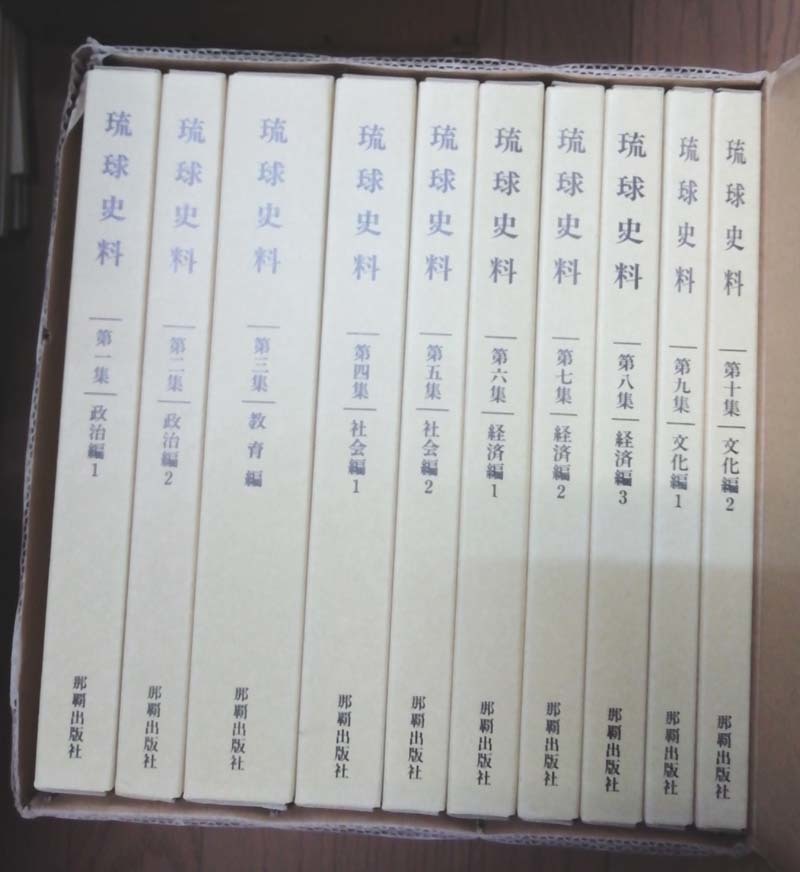 琉球史料
第一集
政治編1
那覇出版社
琉球史料
第二集
政治編2
那覇出版社
琉球史料
第三集
教育編
那覇出版社
琉球史料
第四集
社会編1
那覇出版社
琉球史料
第五集
社会編2
那覇出版社
琉球史料
第六集
経済編1
那覇出版社
琉球史料
第七集
経済編2
那覇出版社
琉球史料
第八集
経済編3
那覇出版社
琉球史料
第九集
文化編1
那覇出版社
琉球史料
第十集
文化編2
那覇出版社